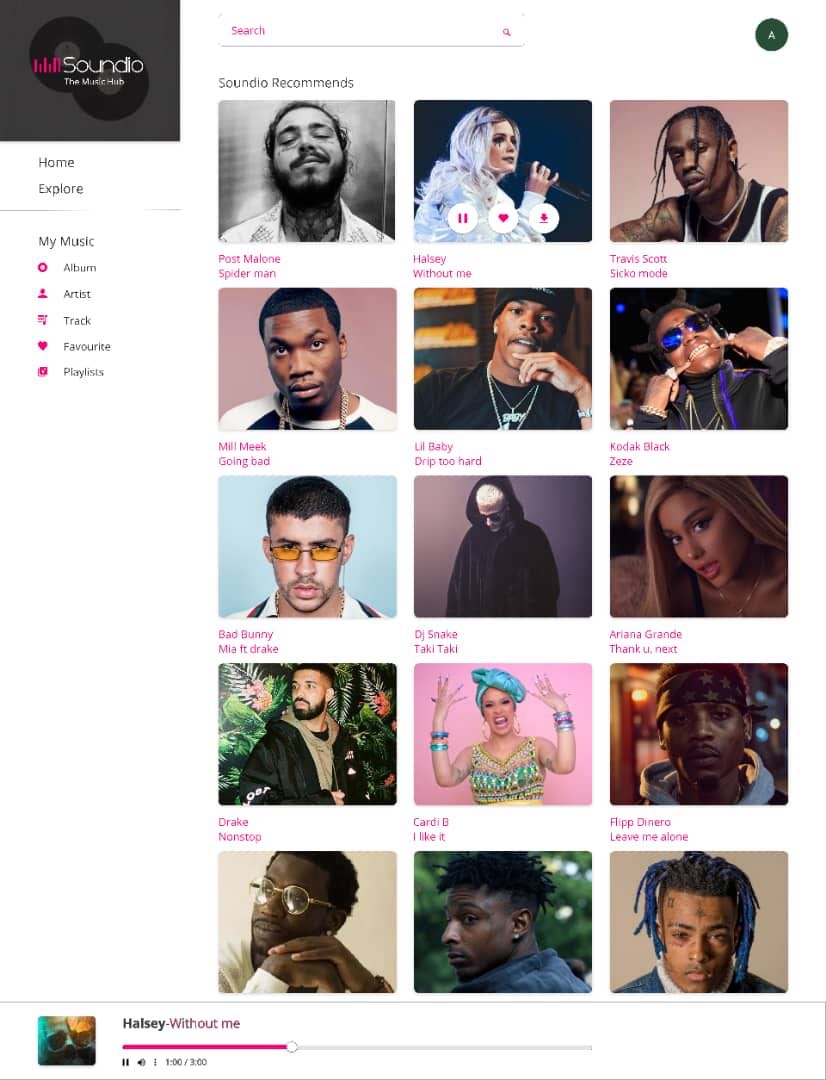 Soundio
The Music Hub
Search
A
Home
Explore
My Music
Album
Artist
Track
Favourite
Playlists
Soundio Recommends
Post Malone
Spider man
Halsey
Without me
Travis Scott
Sicko mode
Mill Meek
Going bad
Lil Baby
Drip too hard
Kodak Black
Zeze
Bad Bunny
Mia ft drake
Dj Snake
Taki Taki
Ariana Grande
Thank u, next
Drake
Nonstop
Cardi B
I like it
Flipp Dinero
Leave me alone
Halsey-Without me
1:00 / 3:00